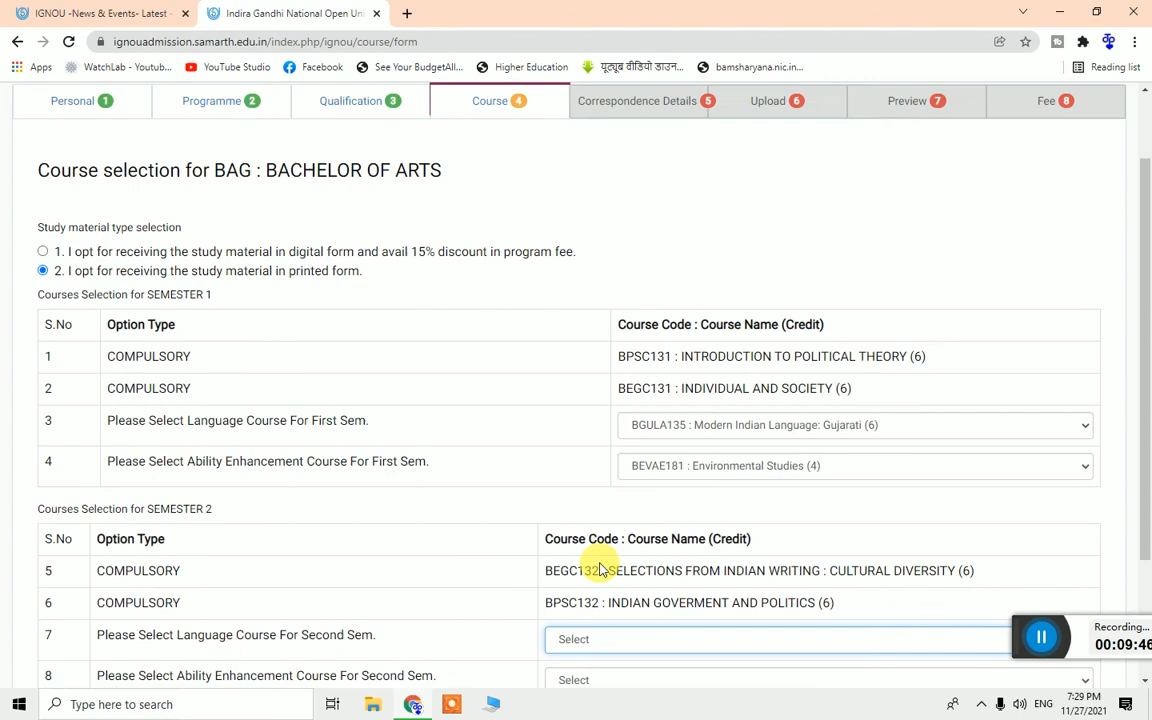 IGNOU -News & Events- Latest
Indira Gandhi National Open Un
ignouadmission.samarth.edu.in/index.php/ignou/course/form
Apps WatchLab - Youtub... YouTube Studio Facebook See Your BudgetAll... Higher Education यूट्यूब वीडियो डाउन... bamsharyana.nic.in... Reading list
Personal 1 Programme 2 Qualification 3 Course 4 Correspondence Details 5 Upload 6 Preview 7 Fee 8
Course selection for BAG : BACHELOR OF ARTS
Study material type selection
1. I opt for receiving the study material in digital form and avail 15% discount in program fee.
2. I opt for receiving the study material in printed form.
Courses Selection for SEMESTER 1
S.No Option Type Course Code : Course Name (Credit)
1 COMPULSORY BPSC131 : INTRODUCTION TO POLITICAL THEORY (6)
2 COMPULSORY BEGC131 : INDIVIDUAL AND SOCIETY (6)
3 Please Select Language Course For First Sem. BGULA135 : Modern Indian Language: Gujarati (6)
4 Please Select Ability Enhancement Course For First Sem. BEVAE181 : Environmental Studies (4)
Courses Selection for SEMESTER 2
S.No Option Type Course Code : Course Name (Credit)
5 COMPULSORY BEGC132 : SELECTIONS FROM INDIAN WRITING : CULTURAL DIVERSITY (6)
6 COMPULSORY BPSC132 : INDIAN GOVERMENT AND POLITICS (6)
7 Please Select Language Course For Second Sem. Select
8 Please Select Ability Enhancement Course For Second Sem. Select
Recording...
00:09:46
Type here to search
ENG
7:29 PM
11/27/2021